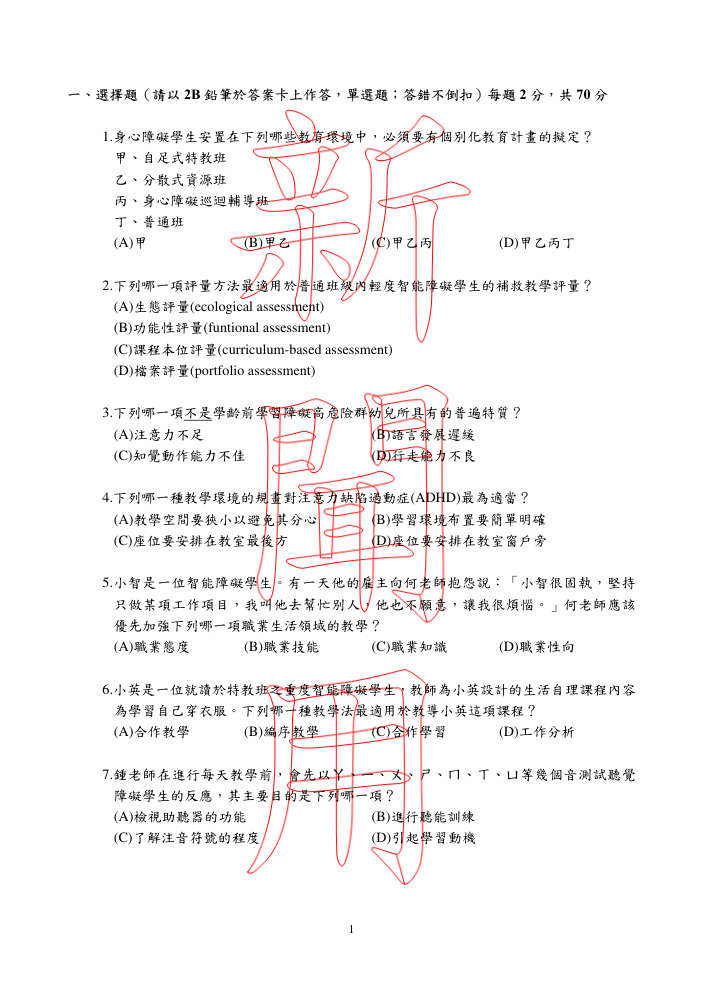 一、選擇題（請以 2B 鉛筆於答案卡上作答，單選題；答錯不倒扣）每題 2 分，共 70 分
1.身心障礙學生安置在下列哪些教育環境中，必須要有個別化教育計畫的擬定？
甲、自足式特教班
乙、分散式資源班
丙、身心障礙巡迴輔導班
丁、普通班
(A)甲 (B)甲乙 (C)甲乙丙 (D)甲乙丙丁
2.下列哪一項評量方法最適用於普通班級內輕度智能障礙學生的補救教學評量？
(A)生態評量(ecological assessment)
(B)功能性評量(funtional assessment)
(C)課程本位評量(curriculum-based assessment)
(D)檔案評量(portfolio assessment)
3.下列哪一項不是學齡前學習障礙高危險群幼兒所具有的普遍特質？
(A)注意力不足 (B)語言發展遲緩
(C)知覺動作能力不佳 (D)行走能力不良
4.下列哪一種教學環境的規畫對注意力缺陷過動症(ADHD)最為適當？
(A)教學空間要狹小以避免其分心 (B)學習環境布置要簡單明確
(C)座位要安排在教室最後方 (D)座位要安排在教室窗戶旁
5.小智是一位智能障礙學生。有一天他的雇主向何老師抱怨說：「小智很固執，堅持
只做某項工作項目，我叫他去幫忙別人，他也不願意，讓我很煩惱。」何老師應該
優先加強下列哪一項職業生活領域的教學？
(A)職業態度 (B)職業技能 (C)職業知識 (D)職業性向
6.小英是一位就讀於特教班之重度智能障礙學生，教師為小英設計的生活自理課程內容
為學習自己穿衣服。下列哪一種教學法最適用於教導小英這項課程？
(A)合作教學 (B)編序教學 (C)合作學習 (D)工作分析
7.鍾老師在進行每天教學前，會先以ㄚ、ㄧ、ㄨ、ㄕ、ㄇ、ㄒ、ㄩ等幾個音測試聽覺
障礙學生的反應，其主要目的是下列哪一項？
(A)檢視助聽器的功能 (B)進行聽能訓練
(C)了解注音符號的程度 (D)引起學習動機
1
新
聞
用